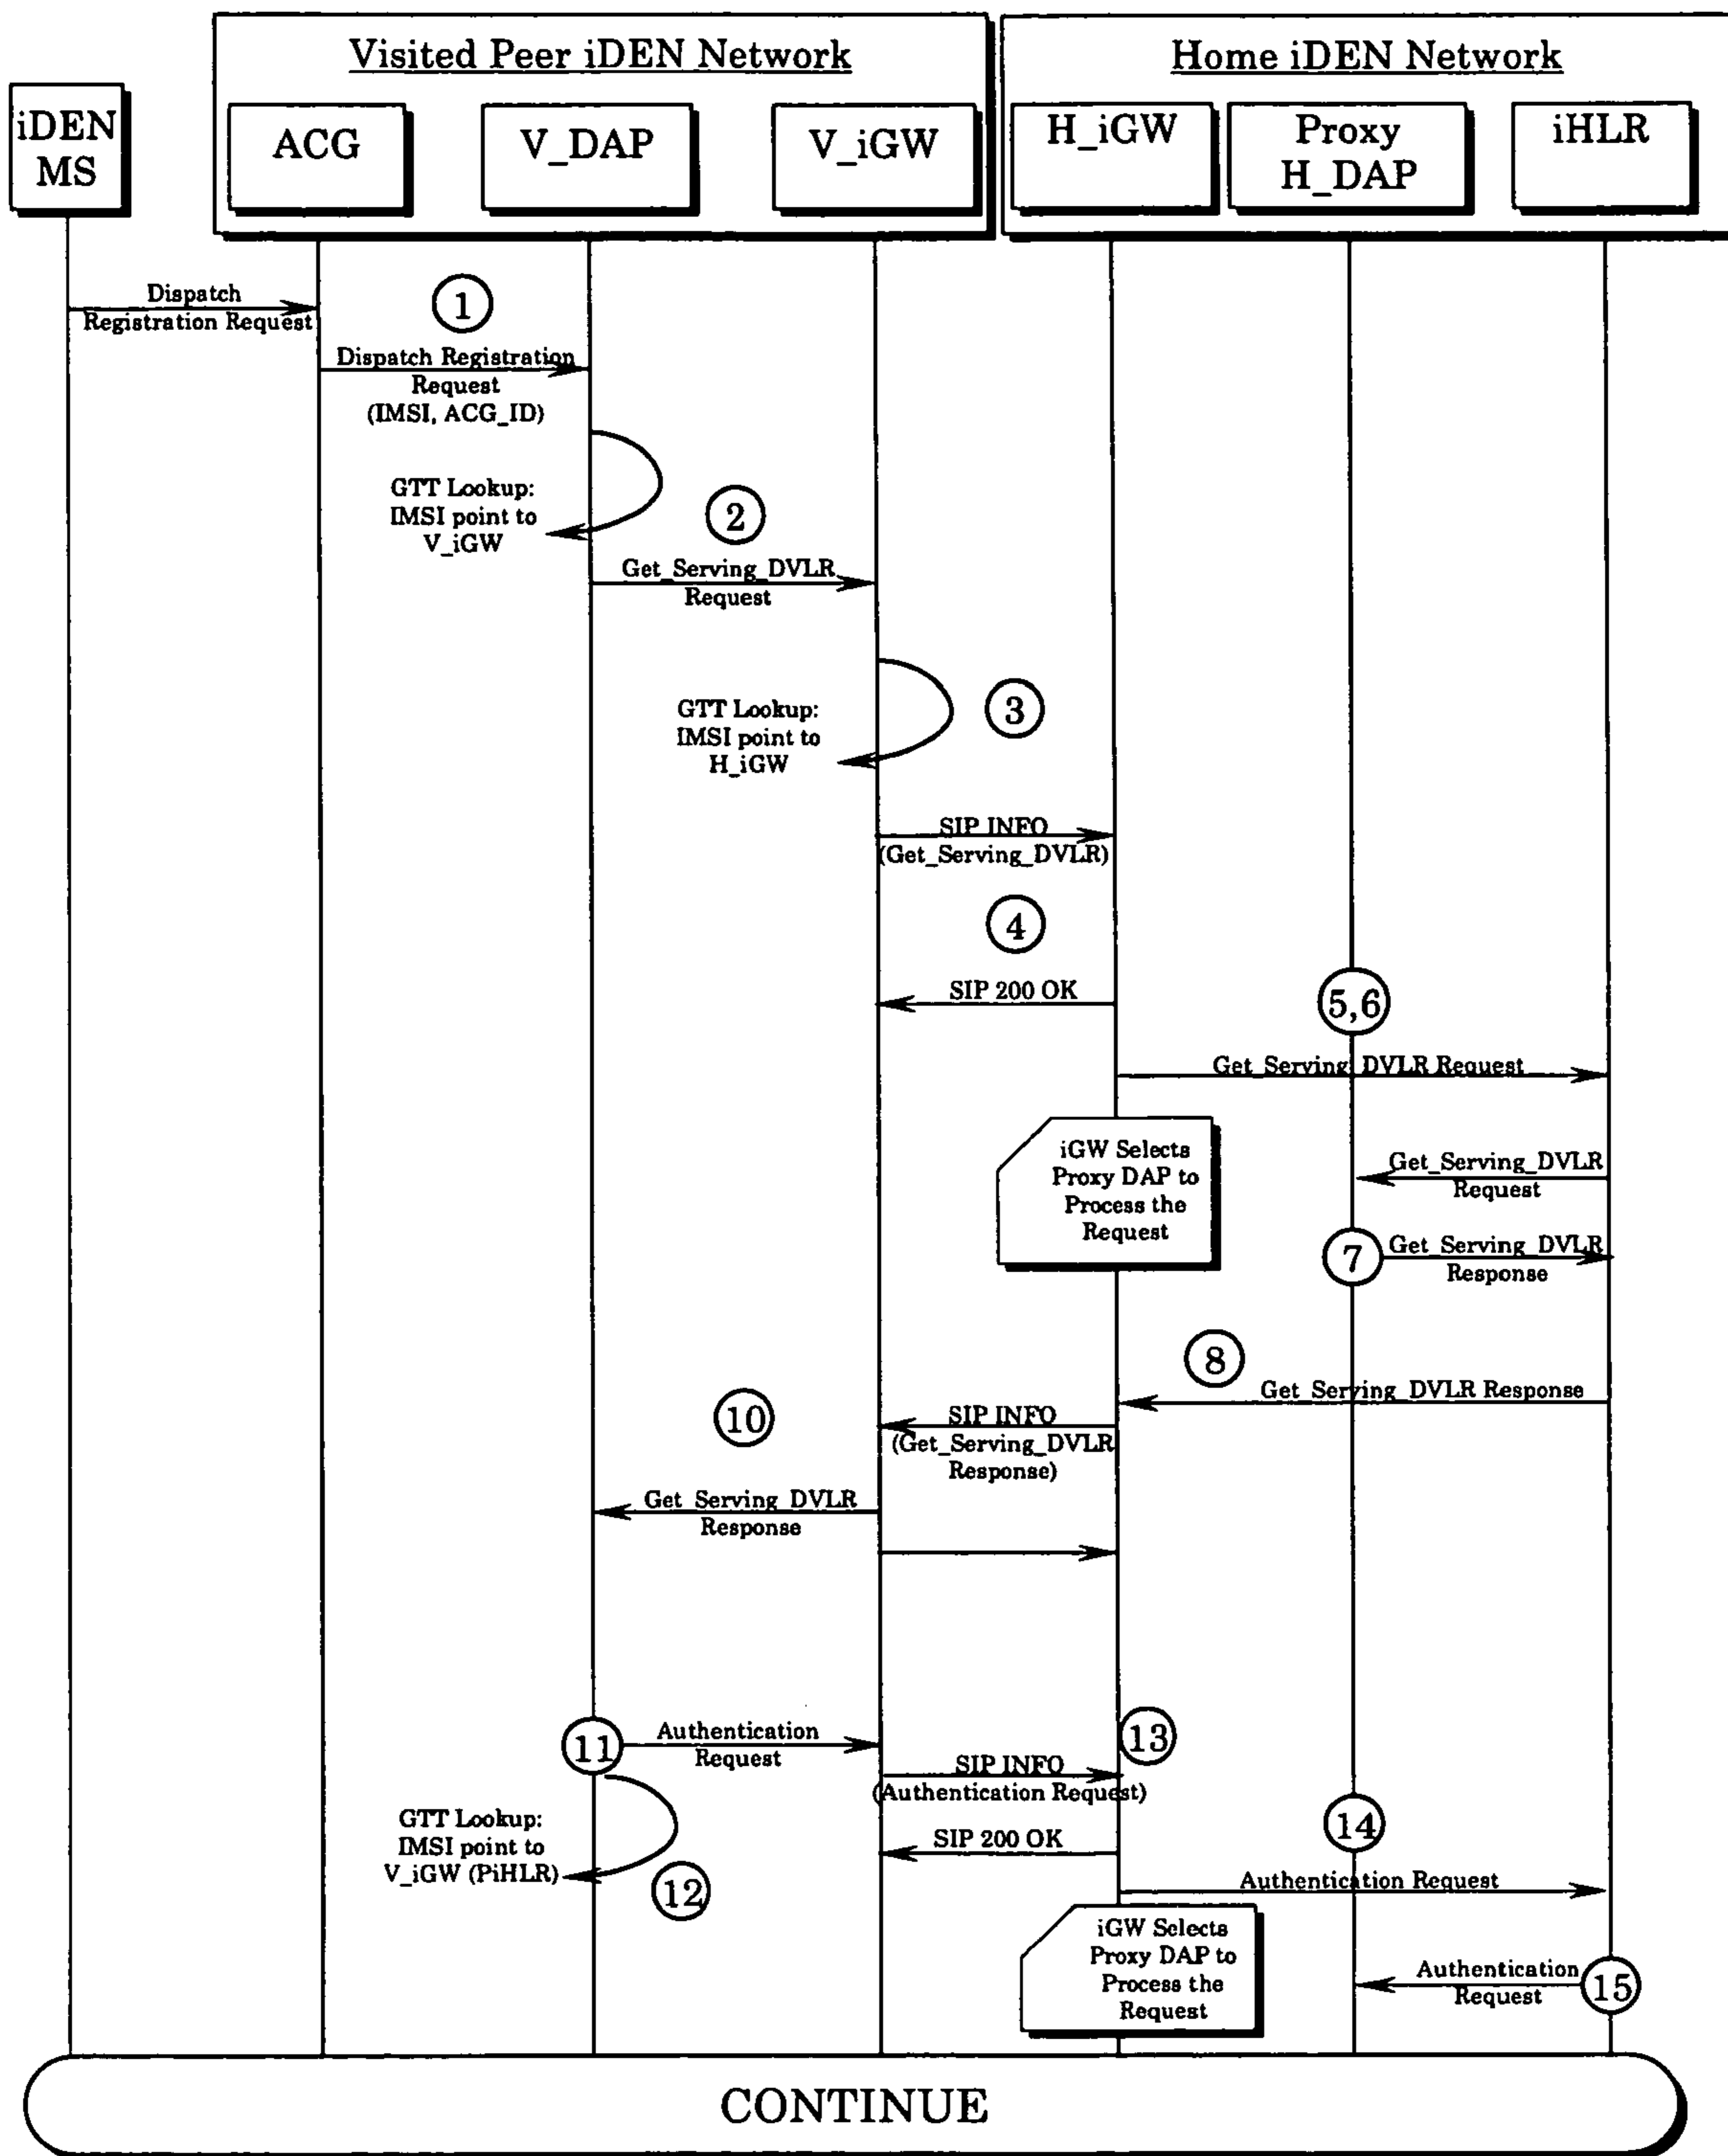 Visited Peer iDEN Network
Home iDEN Network
iDEN
MS
ACG
V_DAP
V_iGW
H_iGW
Proxy
H_DAP
iHLR
Dispatch
Registration Request
1
Dispatch Registration
Request
(IMSI, ACG_ID)
GTT Lookup:
IMSI point to
V_iGW
2
Get_Serving_DVLR
Request
GTT Lookup:
IMSI point to
H_iGW
3
SIP INFO
(Get_Serving_DVLR)
4
SIP 200 OK
5,6
Get_Serving_DVLR Request
iGW Selects
Proxy DAP to
Process the
Request
Get_Serving_DVLR
Request
7
Get_Serving_DVLR
Response
8
Get_Serving_DVLR Response
10
SIP INFO
(Get_Serving_DVLR
Response)
Get_Serving_DVLR
Response
11
Authentication
Request
13
SIP INFO
(Authentication Request)
GTT Lookup:
IMSI point to
V_iGW (PiHLR)
12
SIP 200 OK
14
Authentication Request
iGW Selects
Proxy DAP to
Process the
Request
Authentication
Request
15
CONTINUE